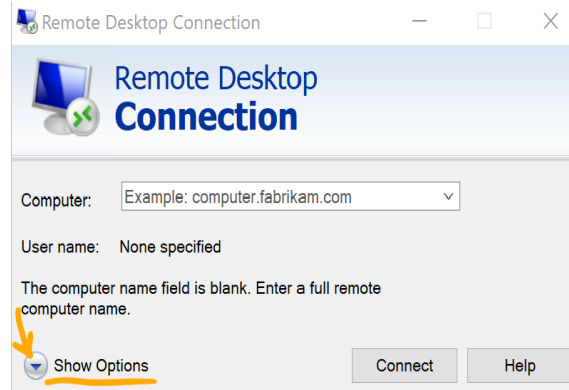 Remote Desktop Connection
Remote Desktop
Connection
Computer:
Example: computer.fabrikam.com
User name:
None specified
The computer name field is blank. Enter a full remote
computer name.
Show Options
Connect
Help